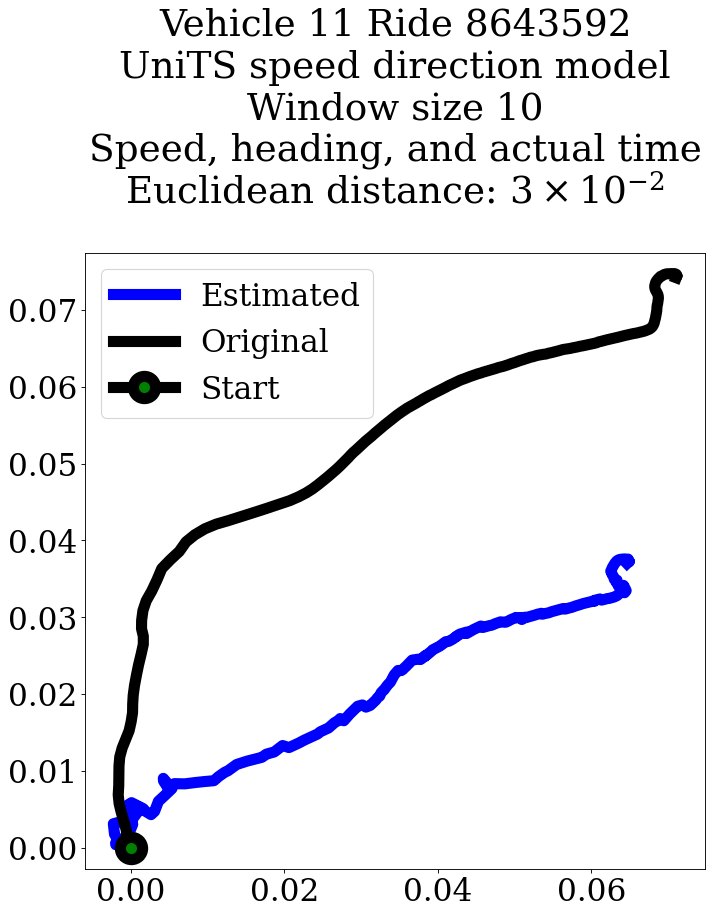 Vehicle 11 Ride 8643592
UniTS speed direction model
Window size 10
Speed, heading, and actual time
Euclidean distance: 3 × 10⁻²
Estimated
Original
Start
0.07
0.06
0.05
0.04
0.03
0.02
0.01
0.00
0.00 0.02 0.04 0.06